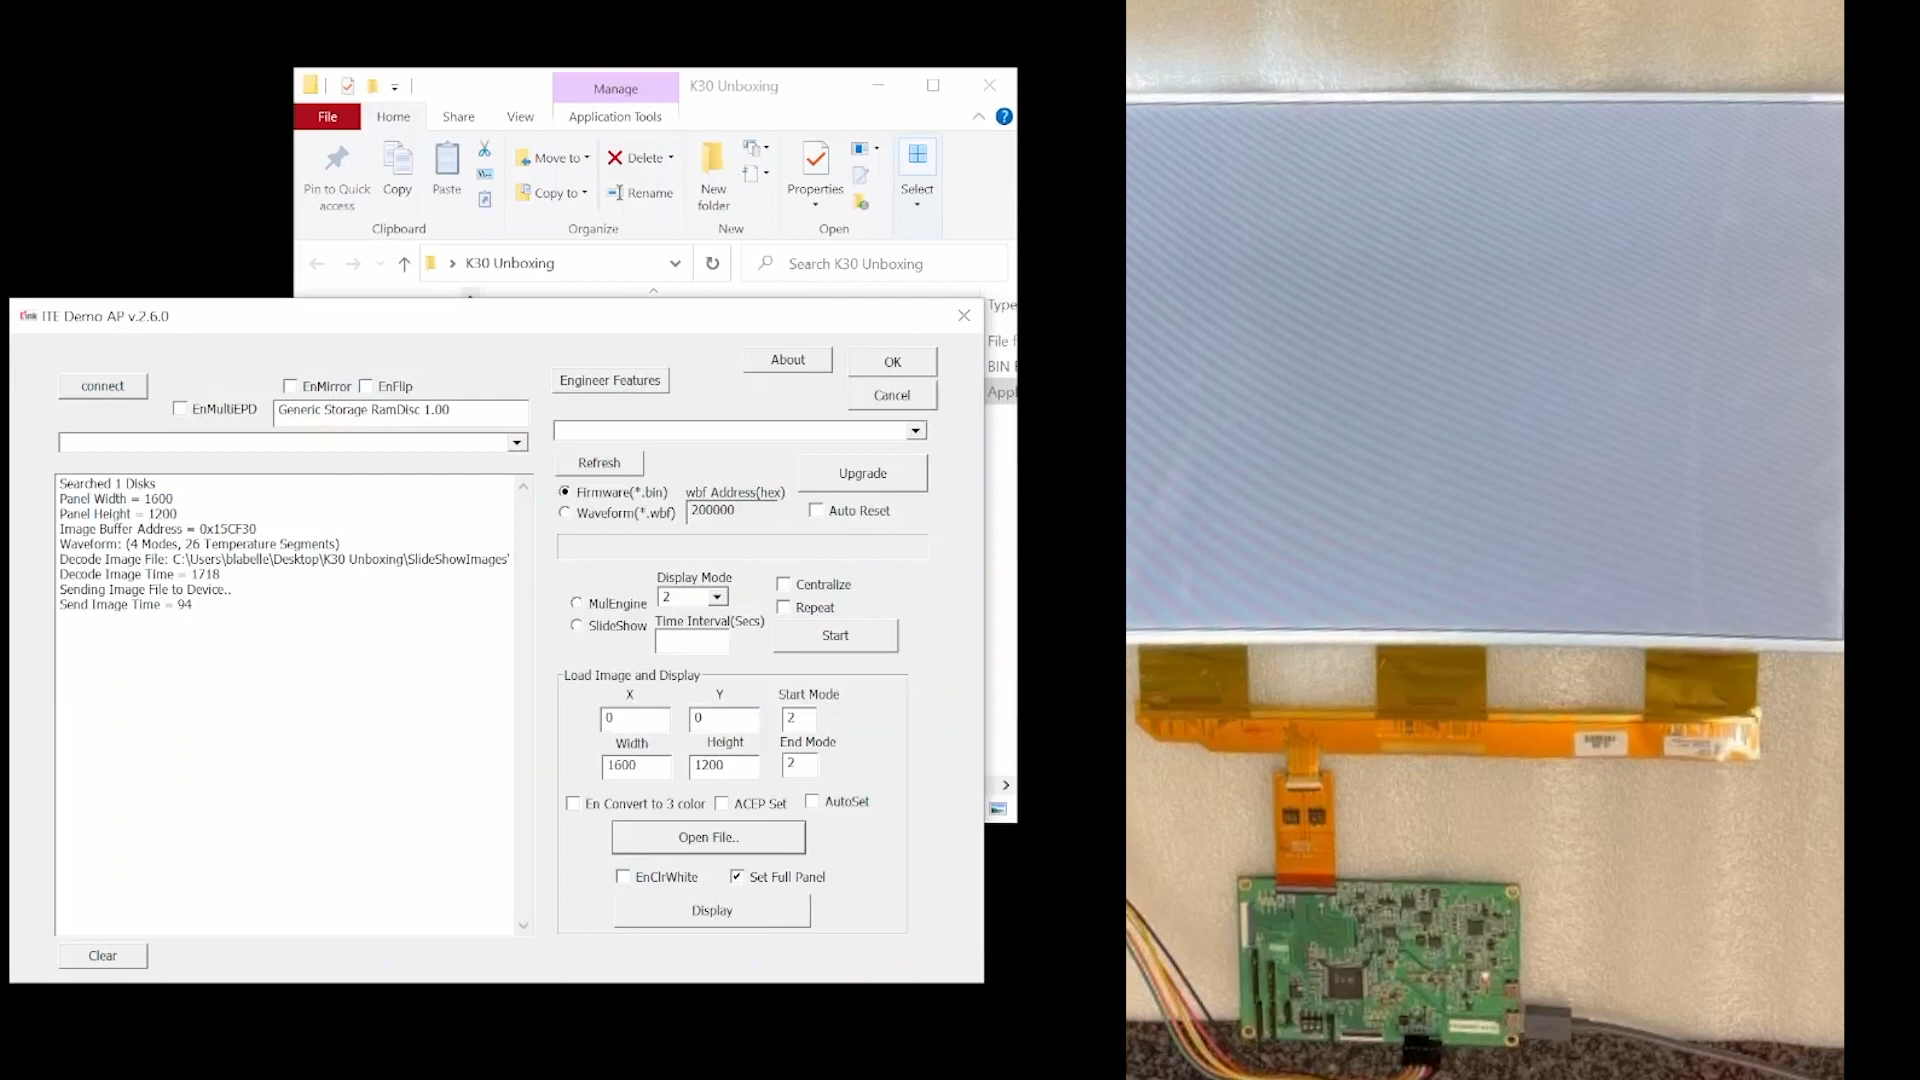 Manage
K30 Unboxing
File
Home
Share
View
Application Tools
?
Pin to Quick access
Copy
Paste
Move to
Copy to
Delete
Rename
New folder
Properties
Select
Clipboard
Organize
New
Open
K30 Unboxing
Search K30 Unboxing
Type
File f
BIN
Appl
ITE Demo AP v.2.6.0
About
OK
Cancel
connect
EnMirror
EnFlip
Engineer Features
EnMultiEPD
Generic Storage RamDisc 1.00
Refresh
Upgrade
Firmware(*.bin)
Waveform(*.wbf)
wbf Address(hex)
200000
Auto Reset
Searched 1 Disks
Panel Width = 1600
Panel Height = 1200
Image Buffer Address = 0x15CF30
Waveform: (4 Modes, 26 Temperature Segments)
Decode Image File: C:\Users\blabelle\Desktop\K30 Unboxing\SlideShowImages'
Decode Image Time = 1718
Sending Image File to Device..
Send Image Time = 94
Display Mode
2
MulEngine
SlideShow
Time Interval(Secs)
Centralize
Repeat
Start
Load Image and Display
X
Y
Start Mode
0
0
2
Width
Height
End Mode
1600
1200
2
En Convert to 3 color
ACEP Set
AutoSet
Open File..
EnClrWhite
Set Full Panel
Display
Clear